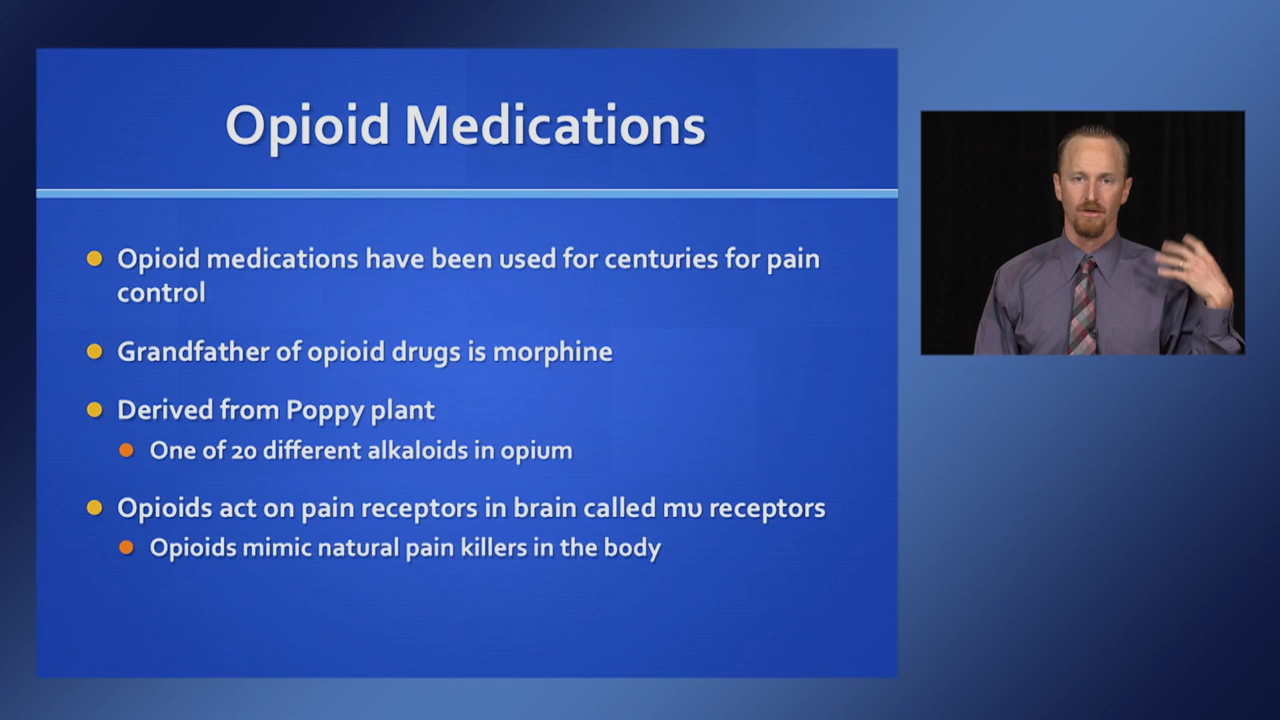 Opioid Medications
Opioid medications have been used for centuries for pain
control
Grandfather of opioid drugs is morphine
Derived from Poppy plant
One of 20 different alkaloids in opium
Opioids act on pain receptors in brain called mu receptors
Opioids mimic natural pain killers in the body